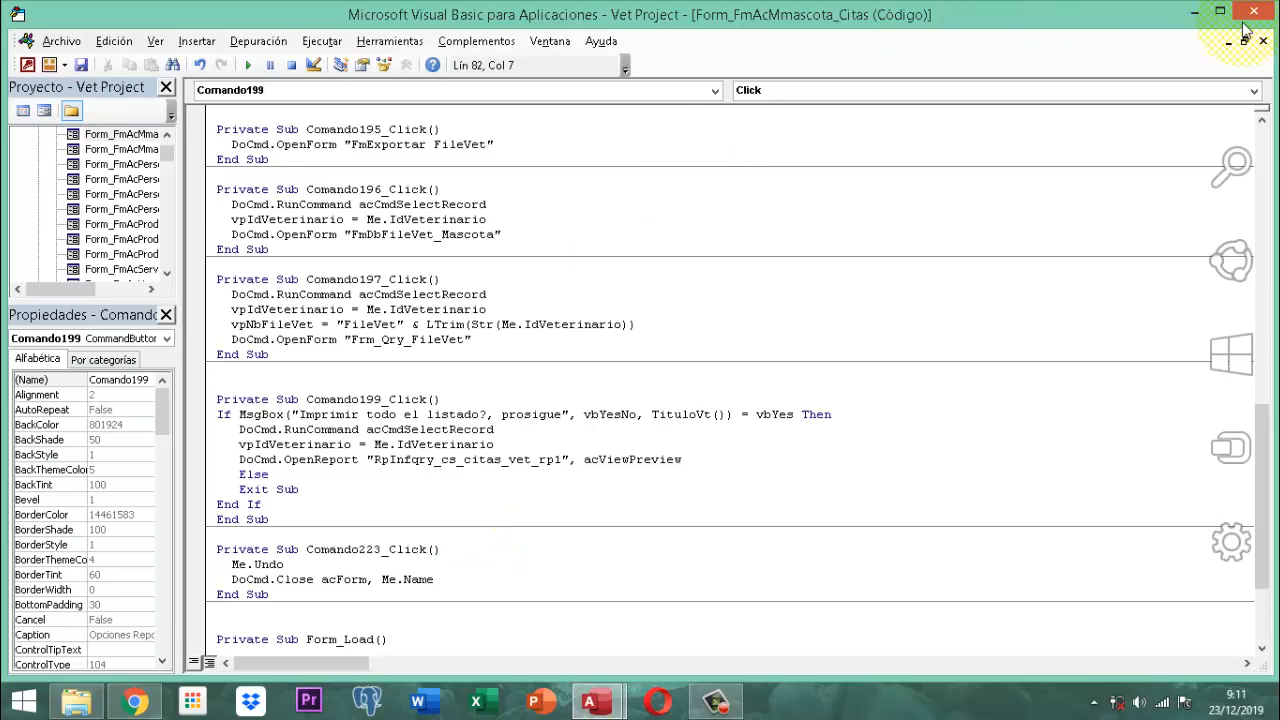 Microsoft Visual Basic para Aplicaciones - Vet Project - [Form_FmAcMmascota_Citas (Código)]
Archivo Edición Ver Insertar Depuración Ejecutar Herramientas Complementos Ventana Ayuda
Lín 82, Col 7
Proyecto - Vet Project
Form_FmAcMma
Form_FmAcMma
Form_FmAcPerso
Form_FmAcPerso
Form_FmAcPerso
Form_FmAcPerso
Form_FmAcProd
Form_FmAcProd
Form_FmAcProd
Form_FmAcServ
Propiedades - Comando
Comando199 CommandButton
Alfabética Por categorías
(Name) Comando199
Alignment 2
AutoRepeat False
BackColor 801924
BackShade 50
BackStyle 1
BackThemeColor 5
BackTint 100
Bevel 1
BorderColor 14461583
BorderShade 100
BorderStyle 1
BorderThemeCo 4
BorderTint 60
BorderWidth 0
BottomPadding 30
Cancel False
Caption Opciones Repo
ControlTipText
ControlType 104
Comando199 Click
Private Sub Comando195_Click()
DoCmd.OpenForm "FmExportar FileVet"
End Sub
Private Sub Comando196_Click()
DoCmd.RunCommand acCmdSelectRecord
vpIdVeterinario = Me.IdVeterinario
DoCmd.OpenForm "FmDbFileVet_Mascota"
End Sub
Private Sub Comando197_Click()
DoCmd.RunCommand acCmdSelectRecord
vpIdVeterinario = Me.IdVeterinario
vpNbFileVet = "FileVet" & LTrim(Str(Me.IdVeterinario))
DoCmd.OpenForm "Frm_Qry_FileVet"
End Sub
Private Sub Comando199_Click()
If MsgBox("Imprimir todo el listado?, prosigue", vbYesNo, TituloVt()) = vbYes Then
DoCmd.RunCommand acCmdSelectRecord
vpIdVeterinario = Me.IdVeterinario
DoCmd.OpenReport "RpInfqry_cs_citas_vet_rp1", acViewPreview
Else
Exit Sub
End If
End Sub
Private Sub Comando223_Click()
Me.Undo
DoCmd.Close acForm, Me.Name
End Sub
Private Sub Form_Load()
Pr
9:11
23/12/2019